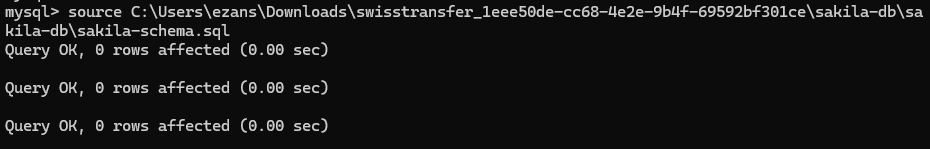 mysql> source C:\Users\ezans\Downloads\swisstransfer_1eee50de-cc68-4e2e-9b4f-69592bf301ce\sakila-db\sa
kila-db\sakila-schema.sql
Query OK, 0 rows affected (0.00 sec)
Query OK, 0 rows affected (0.00 sec)
Query OK, 0 rows affected (0.00 sec)